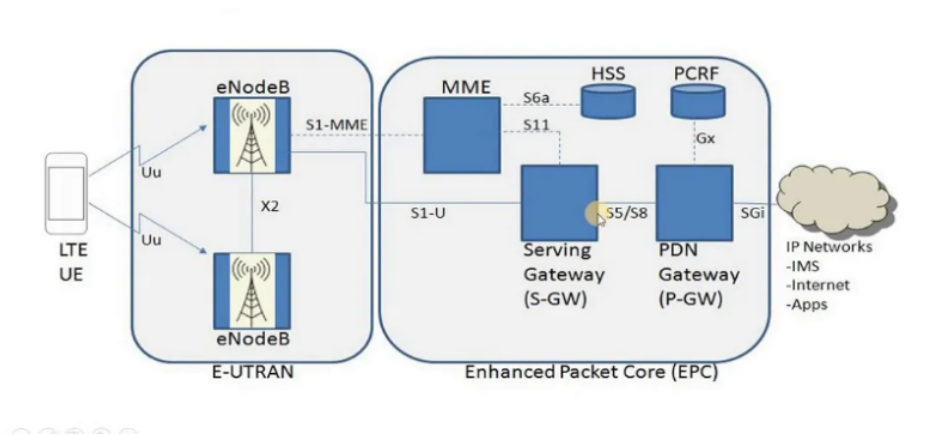 eNodeB
MME
HSS
PCRF
S6a
S1-MME
S11
Gx
Uu
X2
S1-U
S5/S8
SGi
Uu
LTE
UE
Serving
Gateway
(S-GW)
PDN
Gateway
(P-GW)
IP Networks
-IMS
-Internet
-Apps
eNodeB
E-UTRAN
Enhanced Packet Core (EPC)